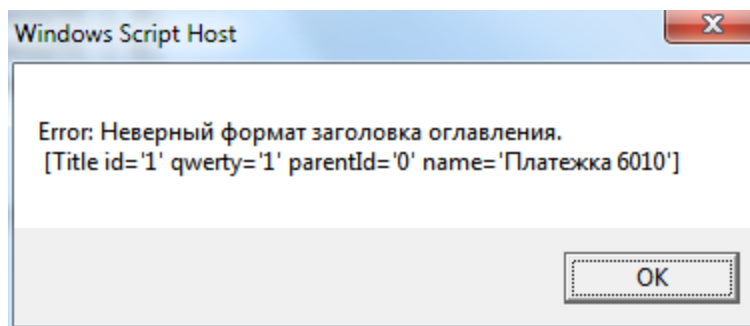 Windows Script Host
Error: Неверный формат заголовка оглавления.
[Title id='1' qwerty='1' parentId='0' name='Платежка 6010']
OK